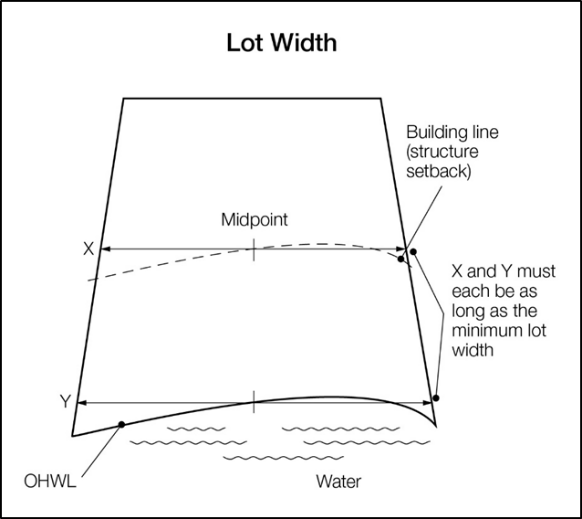 Lot Width
Building line
(structure
setback)
Midpoint
X
X and Y must
each be as
long as the
minimum lot
width
Y
OHWL
Water